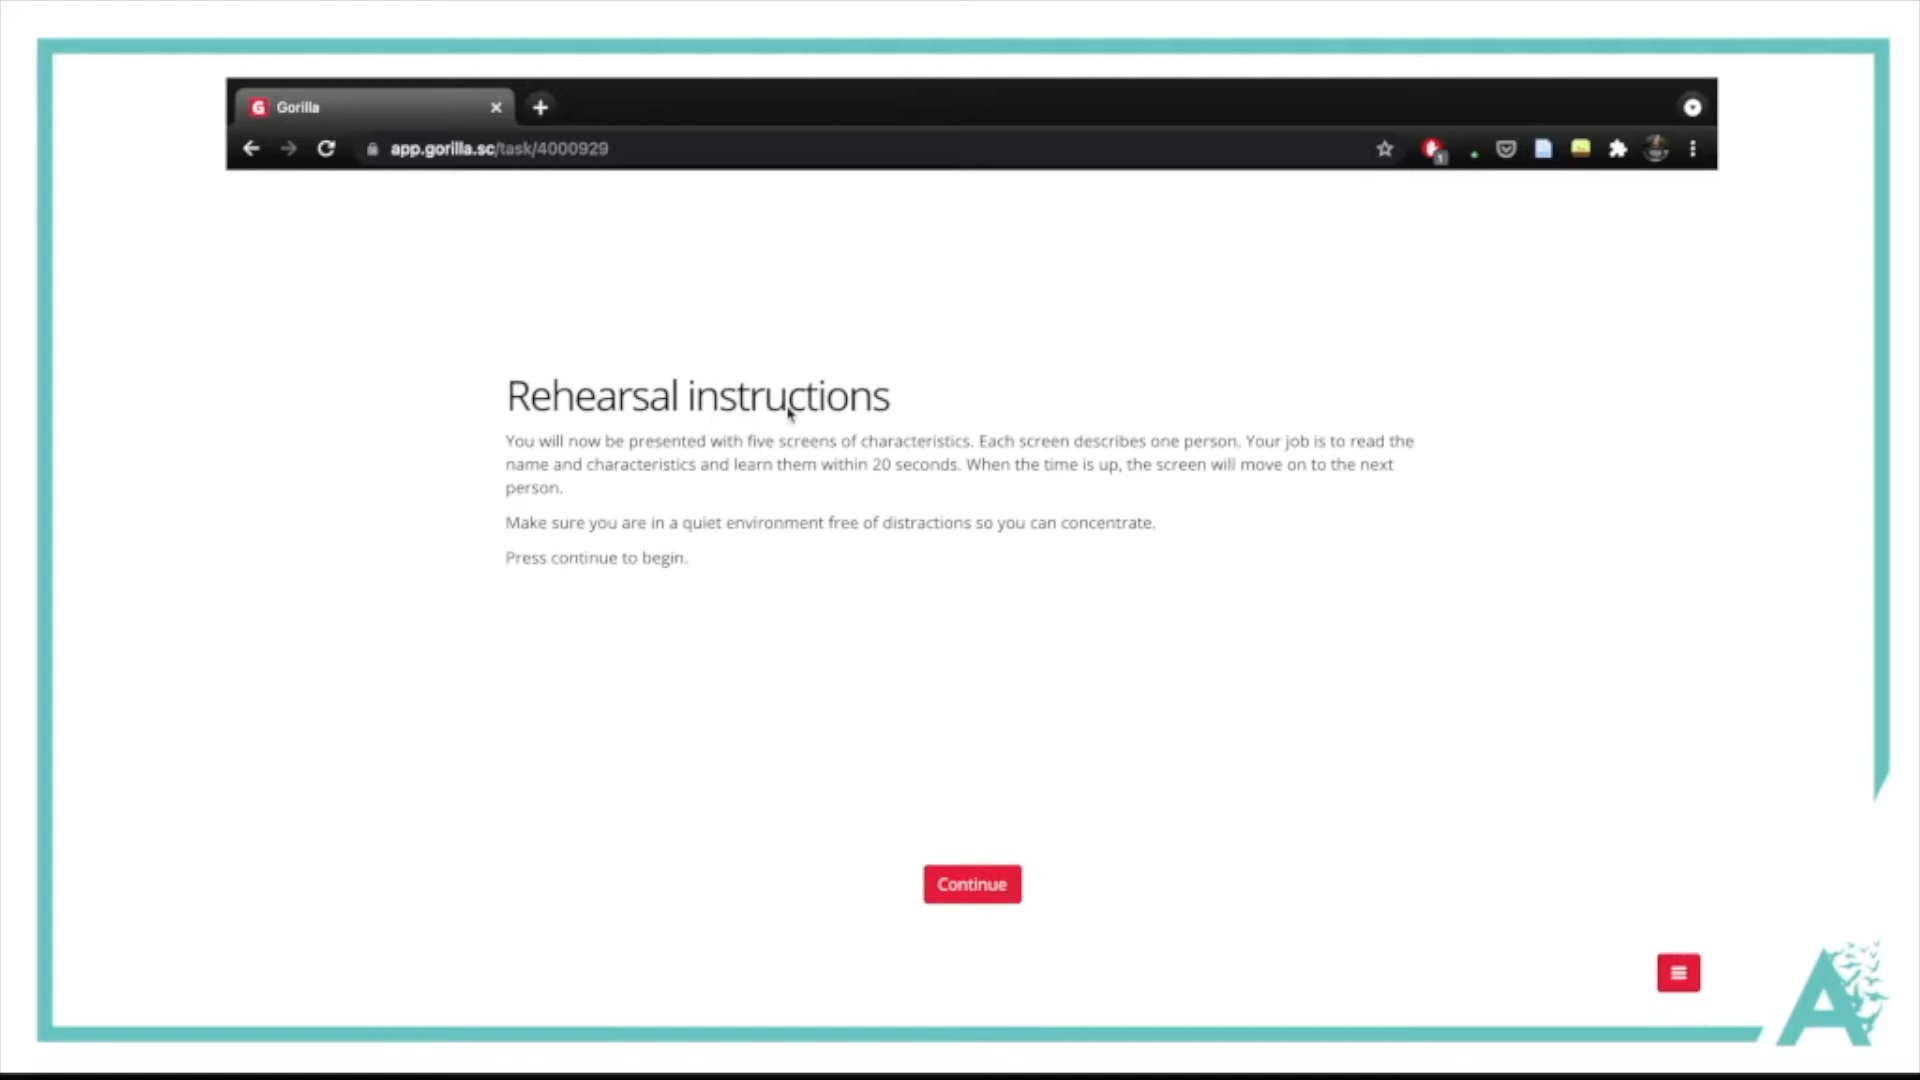 Gorilla
app.gorilla.sc/task/4000929
1
Rehearsal instructions
You will now be presented with five screens of characteristics. Each screen describes one person. Your job is to read the
name and characteristics and learn them within 20 seconds. When the time is up, the screen will move on to the next
person.
Make sure you are in a quiet environment free of distractions so you can concentrate.
Press continue to begin.
Continue
A